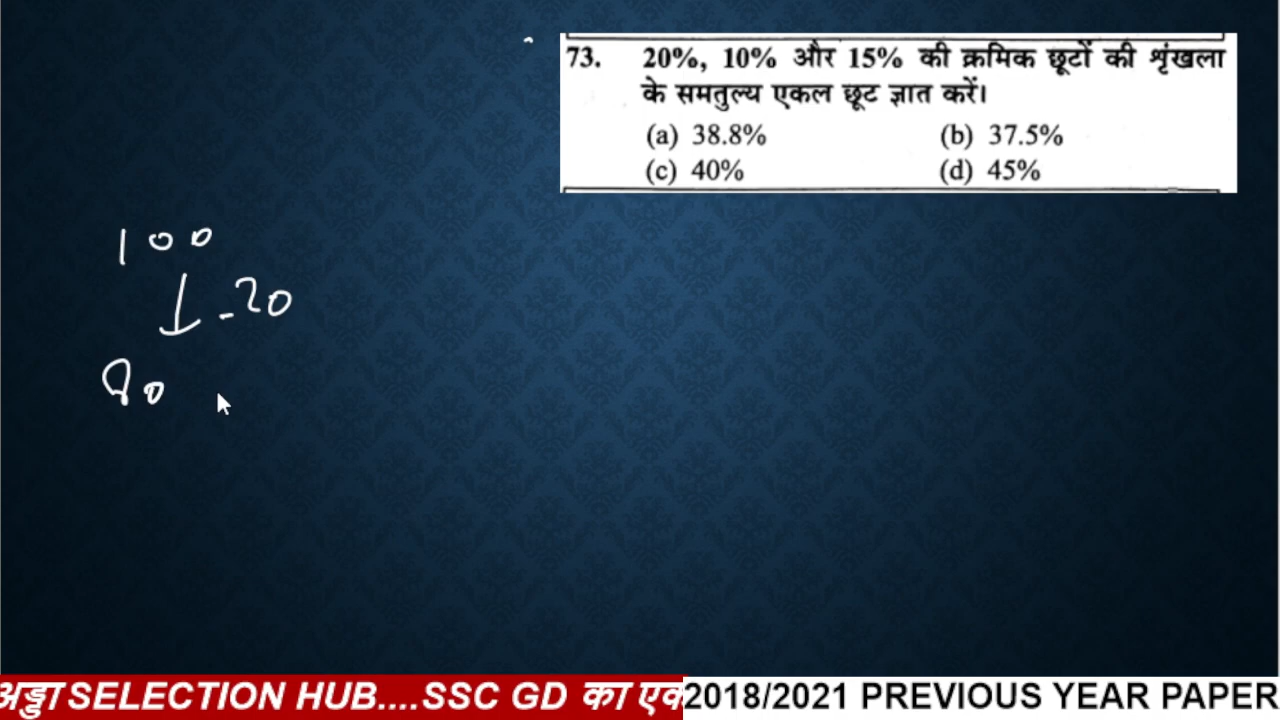 73. 20%, 10% और 15% की क्रमिक छूटों की शृंखला
के समतुल्य एकल छूट ज्ञात करें।
(a) 38.8% (b) 37.5%
(c) 40% (d) 45%
100
-20
80
अड्डा SELECTION HUB....SSC GD का एक
2018/2021 PREVIOUS YEAR PAPER